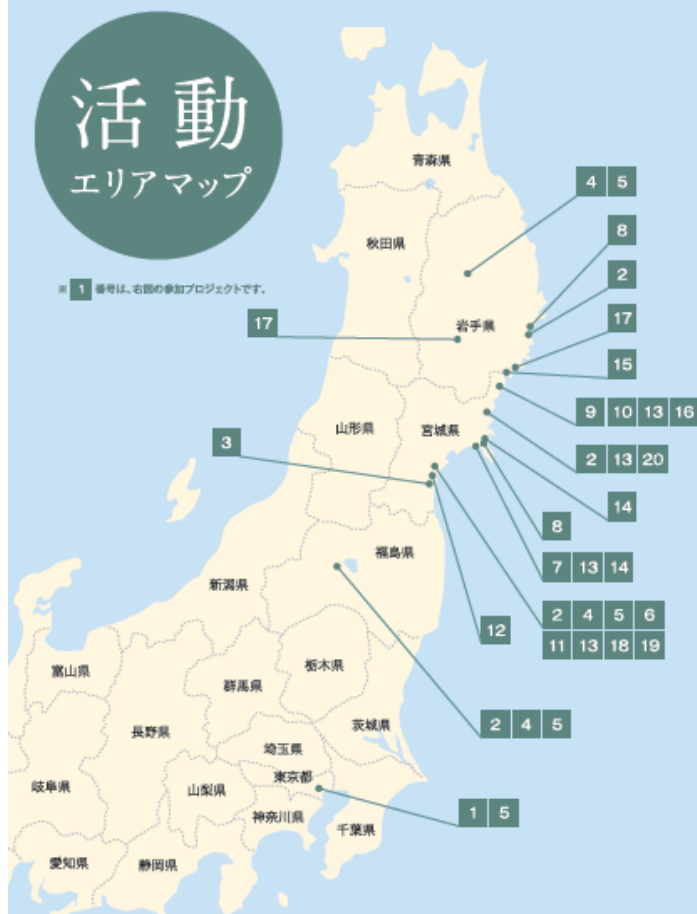 活動
エリアマップ
※ 1 番号は、右図の参加プロジェクトです。
青森県
4 5
秋田県
8
2
17
岩手県
17
15
9 10 13 16
山形県
宮城県
3
2 13 20
14
8
福島県
7 13 14
新潟県
2 4 5 6
11 13 18 19
12
富山県
栃木県
群馬県
2 4 5
茨城県
長野県
埼玉県
東京都
岐阜県
山梨県
1 5
神奈川県
千葉県
愛知県
静岡県